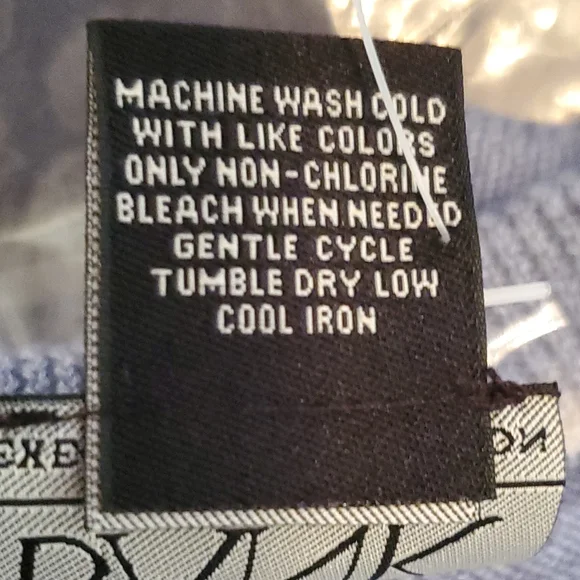 MACHINE WASH COLD
WITH LIKE COLORS
ONLY NON-CHLORINE
BLEACH WHEN NEEDED
GENTLE CYCLE
TUMBLE DRY LOW
COOL IRON